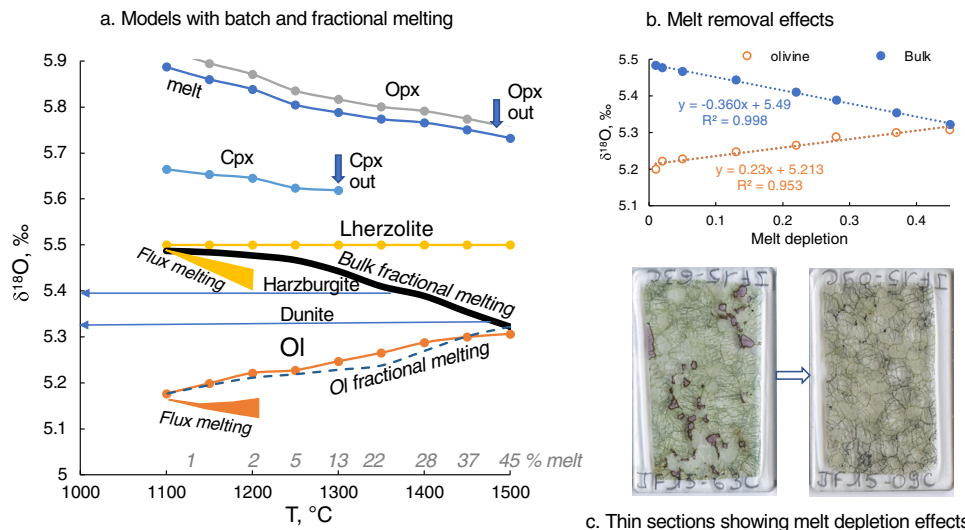 a. Models with batch and fractional melting
5.9
5.8
5.7
5.6
5.5
5.4
5.3
5.2
5.1
5
δ18O, ‰
melt
Opx
Opx
out
Cpx
Cpx
out
Lherzolite
Flux melting
Bulk fractional melting
Harzburgite
Dunite
Ol
Ol fractional melting
Flux melting
1 2 5 13 22 28 37 45 % melt
1000 1100 1200 1300 1400 1500
T, °C
b. Melt removal effects
olivine Bulk
5.5
5.4
5.3
5.2
5.1
δ18O, ‰
y = -0.360x + 5.49
R² = 0.998
y = 0.23x + 5.213
R² = 0.953
0 0.1 0.2 0.3 0.4
Melt depletion
JF15-63C
JF15-09C
c. Thin sections showing melt depletion effects